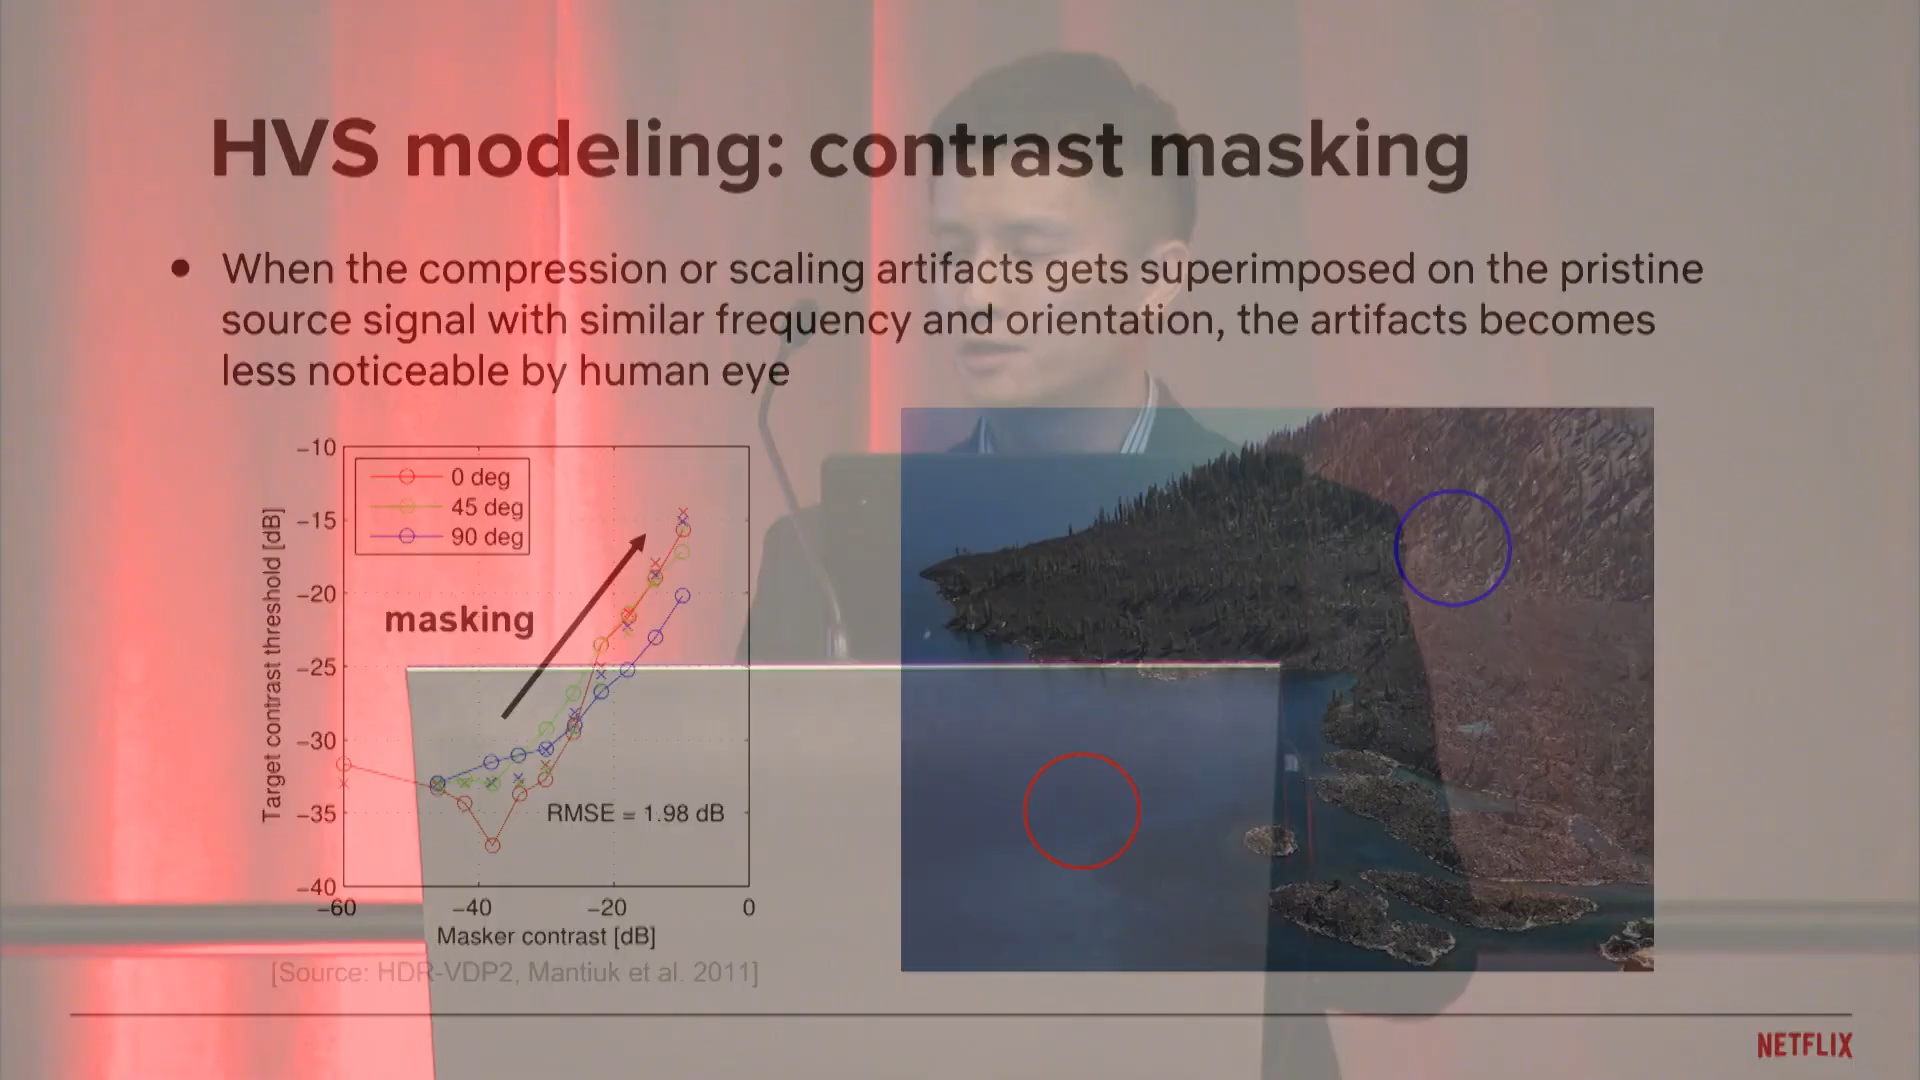 HVS modeling: contrast masking
● When the compression or scaling artifacts gets superimposed on the pristine
source signal with similar frequency and orientation, the artifacts becomes
less noticeable by human eye
−10
−15
−20
−25
−30
−35
−40
Target contrast threshold [dB]
0 deg
45 deg
90 deg
masking
RMSE = 1.98 dB
−60
−40
−20
0
Masker contrast [dB]
[Source: HDR-VDP2, Mantiuk et al. 2011]
NETFLIX